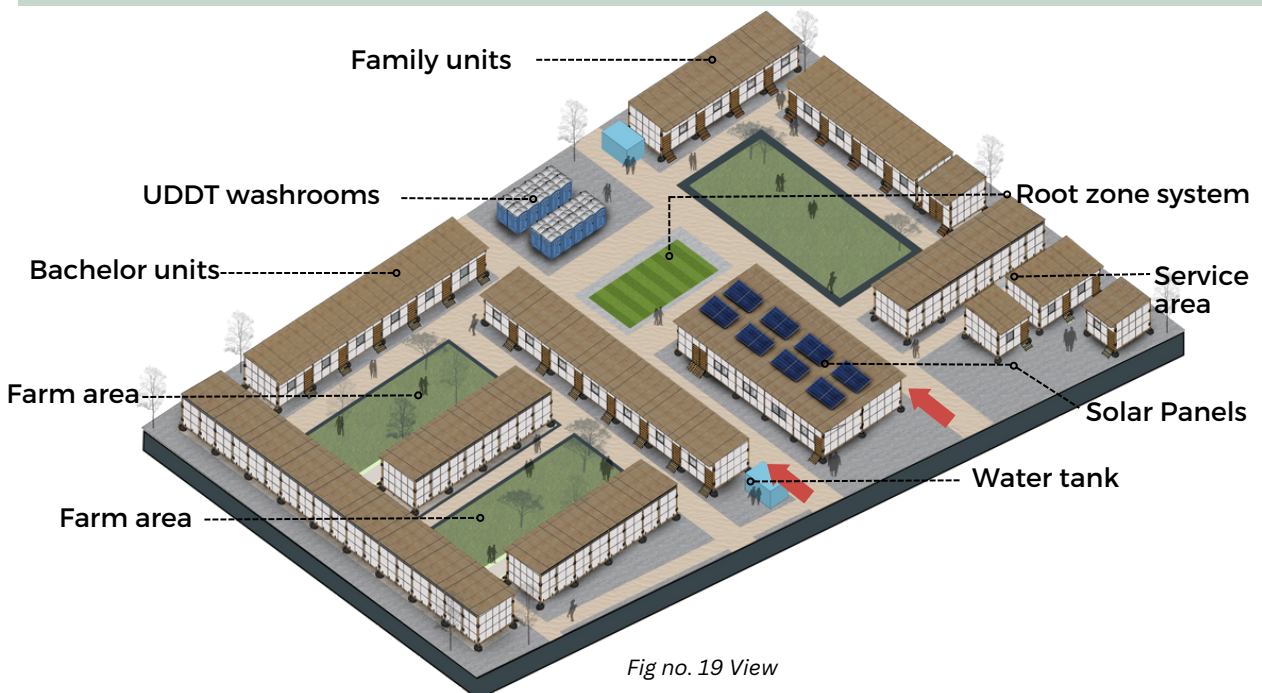 Family units
UDDT washrooms
Root zone system
Bachelor units
Service
area
Farm area
Solar Panels
Water tank
Farm area
Fig no. 19 View